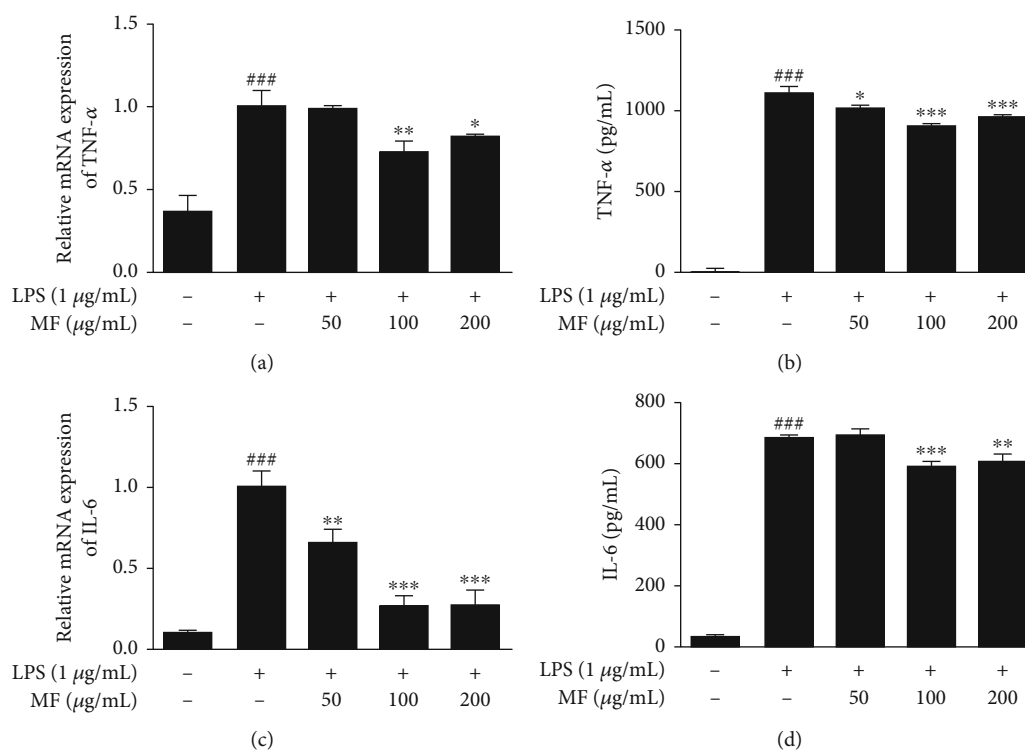 Relative mRNA expression
of TNF-α
1.5
1.0
0.5
0.0
###
**
*
LPS (1 μg/mL) – + + + +
MF (μg/mL) – – 50 100 200
(a)
TNF-α (pg/mL)
1500
1000
500
0
###
*
***
***
LPS (1 μg/mL) – + + + +
MF (μg/mL) – – 50 100 200
(b)
Relative mRNA expression
of IL-6
1.5
1.0
0.5
0.0
###
**
***
***
LPS (1 μg/mL) – + + + +
MF (μg/mL) – – 50 100 200
(c)
IL-6 (pg/mL)
800
600
400
200
0
###
***
**
LPS (1 μg/mL) – + + + +
MF (μg/mL) – – 50 100 200
(d)